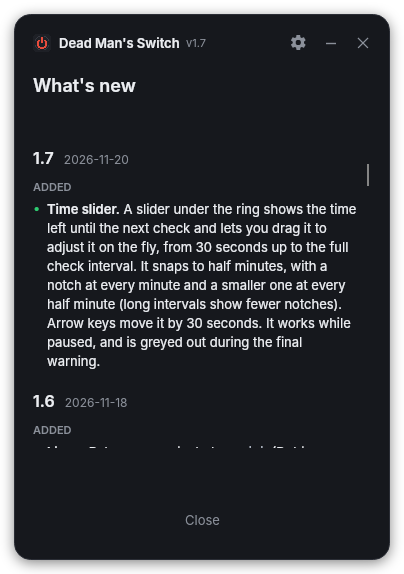 Dead Man's Switch v1.7
What's new
1.7 2026-11-20
ADDED
• Time slider. A slider under the ring shows the time
left until the next check and lets you drag it to
adjust it on the fly, from 30 seconds up to the full
check interval. It snaps to half minutes, with a
notch at every minute and a smaller one at every
half minute (long intervals show fewer notches).
Arrow keys move it by 30 seconds. It works while
paused, and is greyed out during the final
warning.
1.6 2026-11-18
ADDED
Close